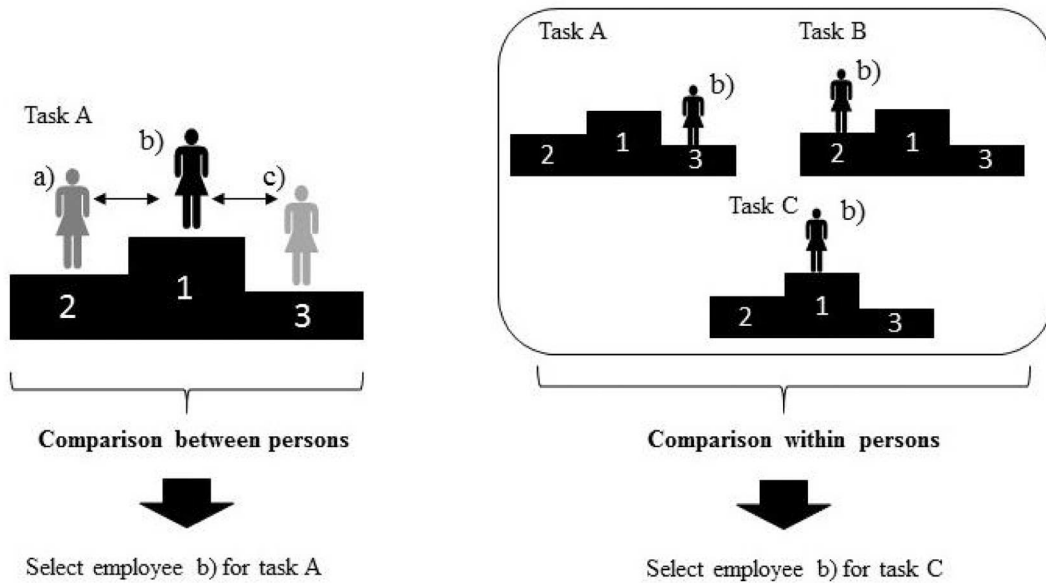 Task A
b)
a)
c)
2
1
3
Comparison between persons
Select employee b) for task A
Task A
b)
2
1
3
Task B
b)
2
1
3
Task C
b)
2
1
3
Comparison within persons
Select employee b) for task C